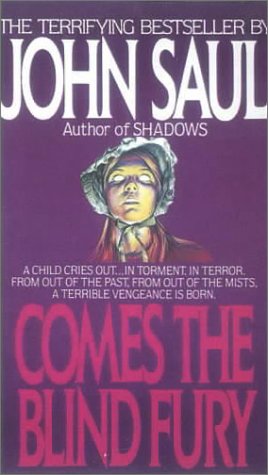 THE TERRIFYING BESTSELLER BY
JOHN SAUL
Author of SHADOWS
A CHILD CRIES OUT...IN TORMENT, IN TERROR.
FROM OUT OF THE PAST, FROM OUT OF THE MISTS,
A TERRIBLE VENGEANCE IS BORN.
COMES THE
BLIND FURY